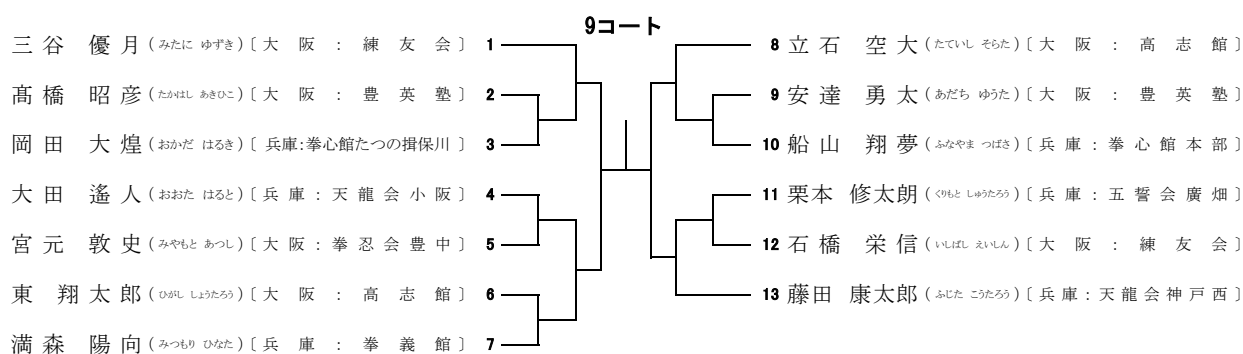 9コート
三谷 優月(みたに ゆずき)〔大阪:練友会〕 1
髙橋 昭彦(たかはし あきひこ)〔大阪:豊英塾〕 2
岡田 大煌(おかだ はるき)〔兵庫:拳心館たつの揖保川〕 3
大田 遙人(おおた はると)〔兵庫:天龍会小阪〕 4
宮元 敦史(みやもと あつし)〔大阪:拳忍会豊中〕 5
東 翔太郎(ひがし しょうたろう)〔大阪:高志館〕 6
満森 陽向(みつもり ひなた)〔兵庫:拳義館〕 7
8 立石 空大(たていし そらた)〔大阪:高志館〕
9 安達 勇太(あだち ゆうた)〔大阪:豊英塾〕
10 船山 翔夢(ふなやま つばさ)〔兵庫:拳心館本部〕
11 栗本 修太朗(くりもと しゅうたろう)〔兵庫:五誓会廣畑〕
12 石橋 栄信(いしばし えいしん)〔大阪:練友会〕
13 藤田 康太郎(ふじた こうたろう)〔兵庫:天龍会神戸西〕